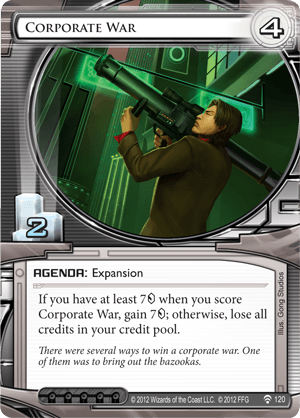 Corporate War
4
2
AGENDA: Expansion
If you have at least 7 when you score
Corporate War, gain 7; otherwise, lose all
credits in your credit pool.
There were several ways to win a corporate war. One
of them was to bring out the bazookas.
Illus. Gong Studios
© 2012 Wizards of the Coast LLC. © 2012 FFG 120